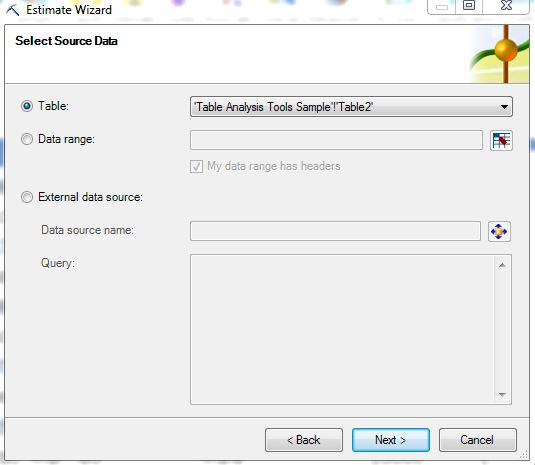 Estimate Wizard
Select Source Data
Table:
'Table Analysis Tools Sample'!'Table2'
Data range:
My data range has headers
External data source:
Data source name:
Query:
< Back
Next >
Cancel